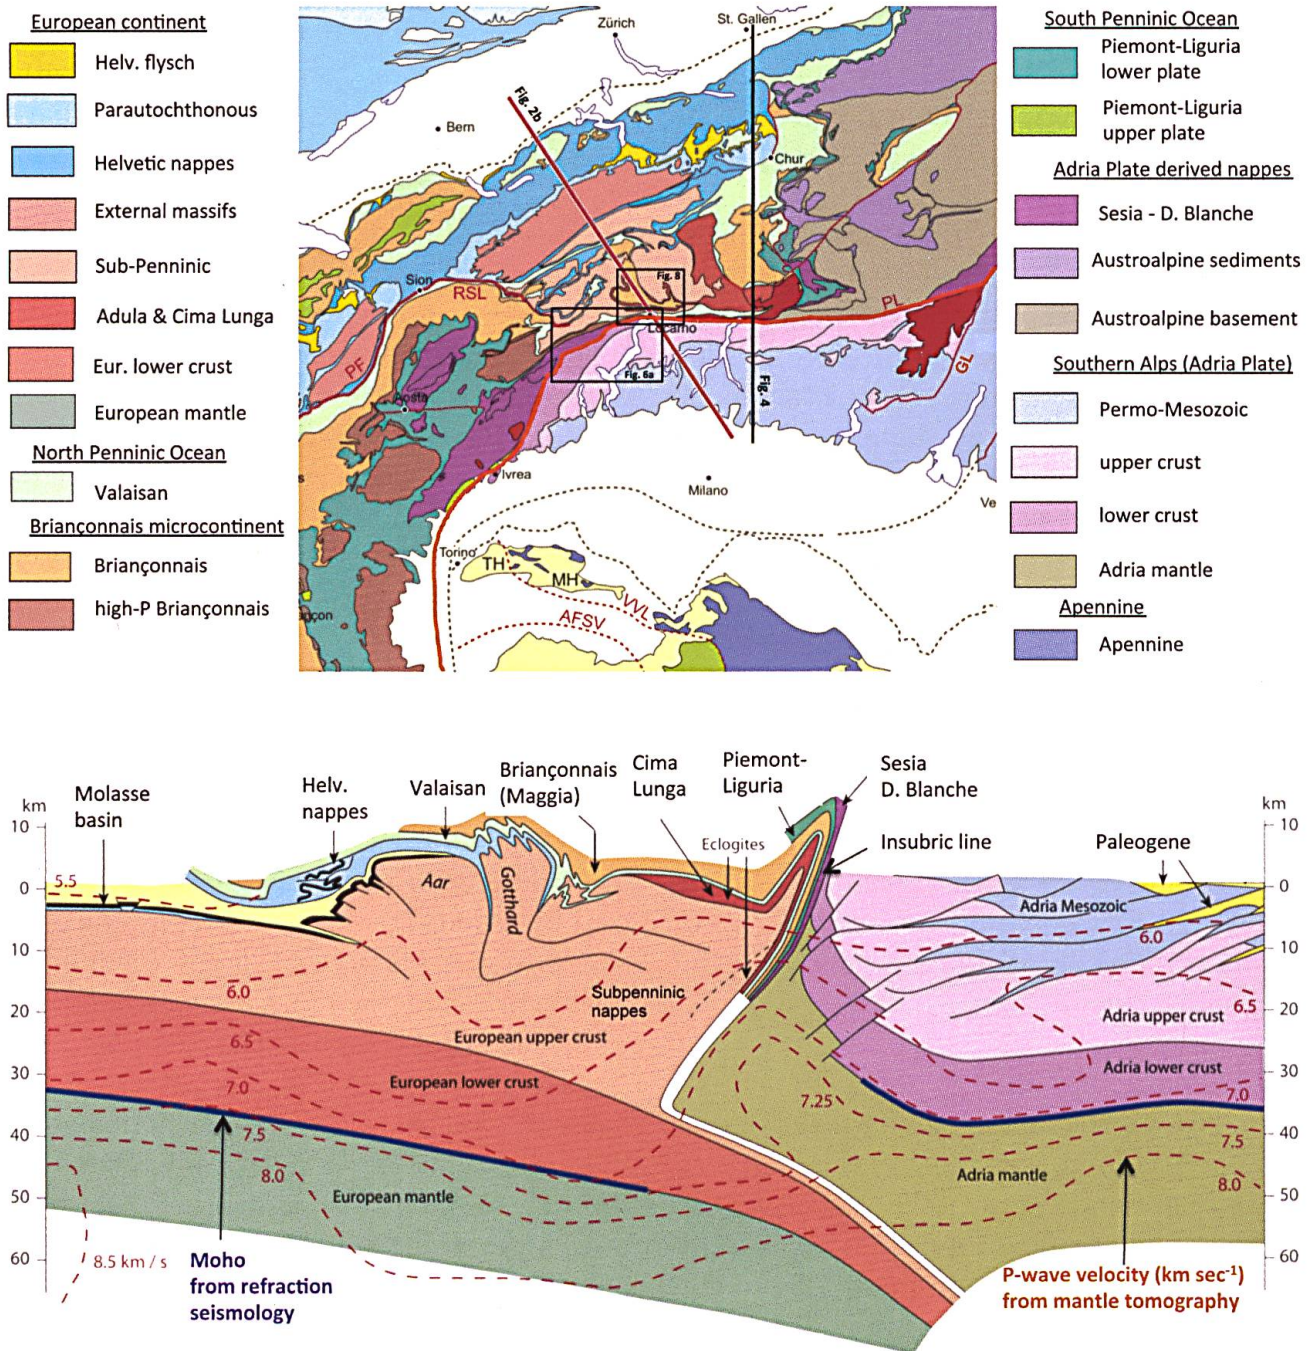 European continent
Helv. flysch
Parautochthonous
Helvetic nappes
External massifs
Sub-Penninic
Adula & Cima Lunga
Eur. lower crust
European mantle
North Penninic Ocean
Valaisan
Briançonnais microcontinent
Briançonnais
high-P Briançonnais
Zürich
St. Gallen
Fig. 2b
Bern
Chur
Sion
RSL
Fig. 8
PL
Locarno
PF
Fig. 6a
Fig. 4
GL
Aosta
Ivrea
Milano
Ve
Torino
TH
MH
VVL
AFSV
South Penninic Ocean
Piemont-Liguria
lower plate
Piemont-Liguria
upper plate
Adria Plate derived nappes
Sesia - D. Blanche
Austroalpine sediments
Austroalpine basement
Southern Alps (Adria Plate)
Permo-Mesozoic
upper crust
lower crust
Adria mantle
Apennine
Apennine
km
Molasse
basin
Helv.
nappes
Valaisan
Briançonnais
(Maggia)
Cima
Lunga
Piemont-
Liguria
Sesia
D. Blanche
Eclogites
Insubric line
Paleogene
km
10
0
10
20
30
40
50
60
5.5
Aar
Gotthard
Adria Mesozoic
6.0
6.0
Subpenninic
nappes
European upper crust
6.5
European lower crust
7.0
7.5
8.0
European mantle
8.5 km / s
7.25
Adria upper crust
6.5
Adria lower crust
7.0
7.5
Adria mantle
8.0
10
0
10
20
30
40
50
60
Moho
from refraction
seismology
P-wave velocity (km sec⁻¹)
from mantle tomography